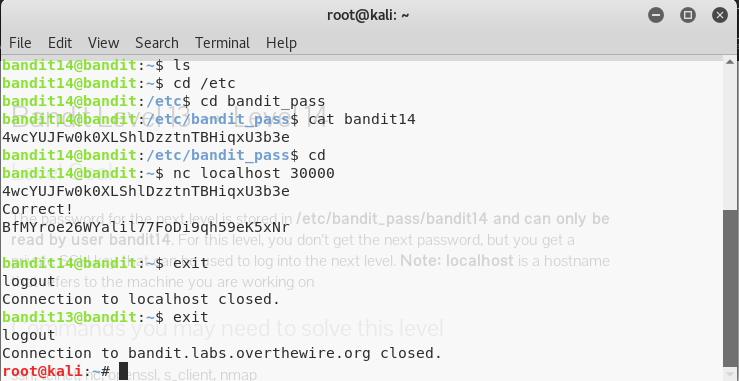 root@kali: ~
File Edit View Search Terminal Help
bandit14@bandit:~$ ls
bandit14@bandit:~$ cd /etc
bandit14@bandit:/etc$ cd bandit_pass
Bandit Level 13 → Level 14
bandit14@bandit:/etc/bandit_pass$ cat bandit14
4wcYUJFw0k0XLShlDzztnTBHiqxU3b3e
bandit14@bandit:/etc/bandit_pass$ cd
bandit14@bandit:~$ nc localhost 30000
4wcYUJFw0k0XLShlDzztnTBHiqxU3b3e
Correct!
The password for the next level is stored in /etc/bandit_pass/bandit14 and can only be
BfMYroe26WYalil77FoDi9qh59eK5xNr
read by user bandit14. For this level, you don't get the next password, but you get a
bandit14@bandit:~$ exit
used to log into the next level. Note: localhost is a hostname
logout
refers to the machine you are working on
Connection to localhost closed.
bandit13@bandit:~$ exit
Commands you may need to solve this level
logout
Connection to bandit.labs.overthewire.org closed.
root@kali:~#
ssh, telnet, nc, openssl, s_client, nmap